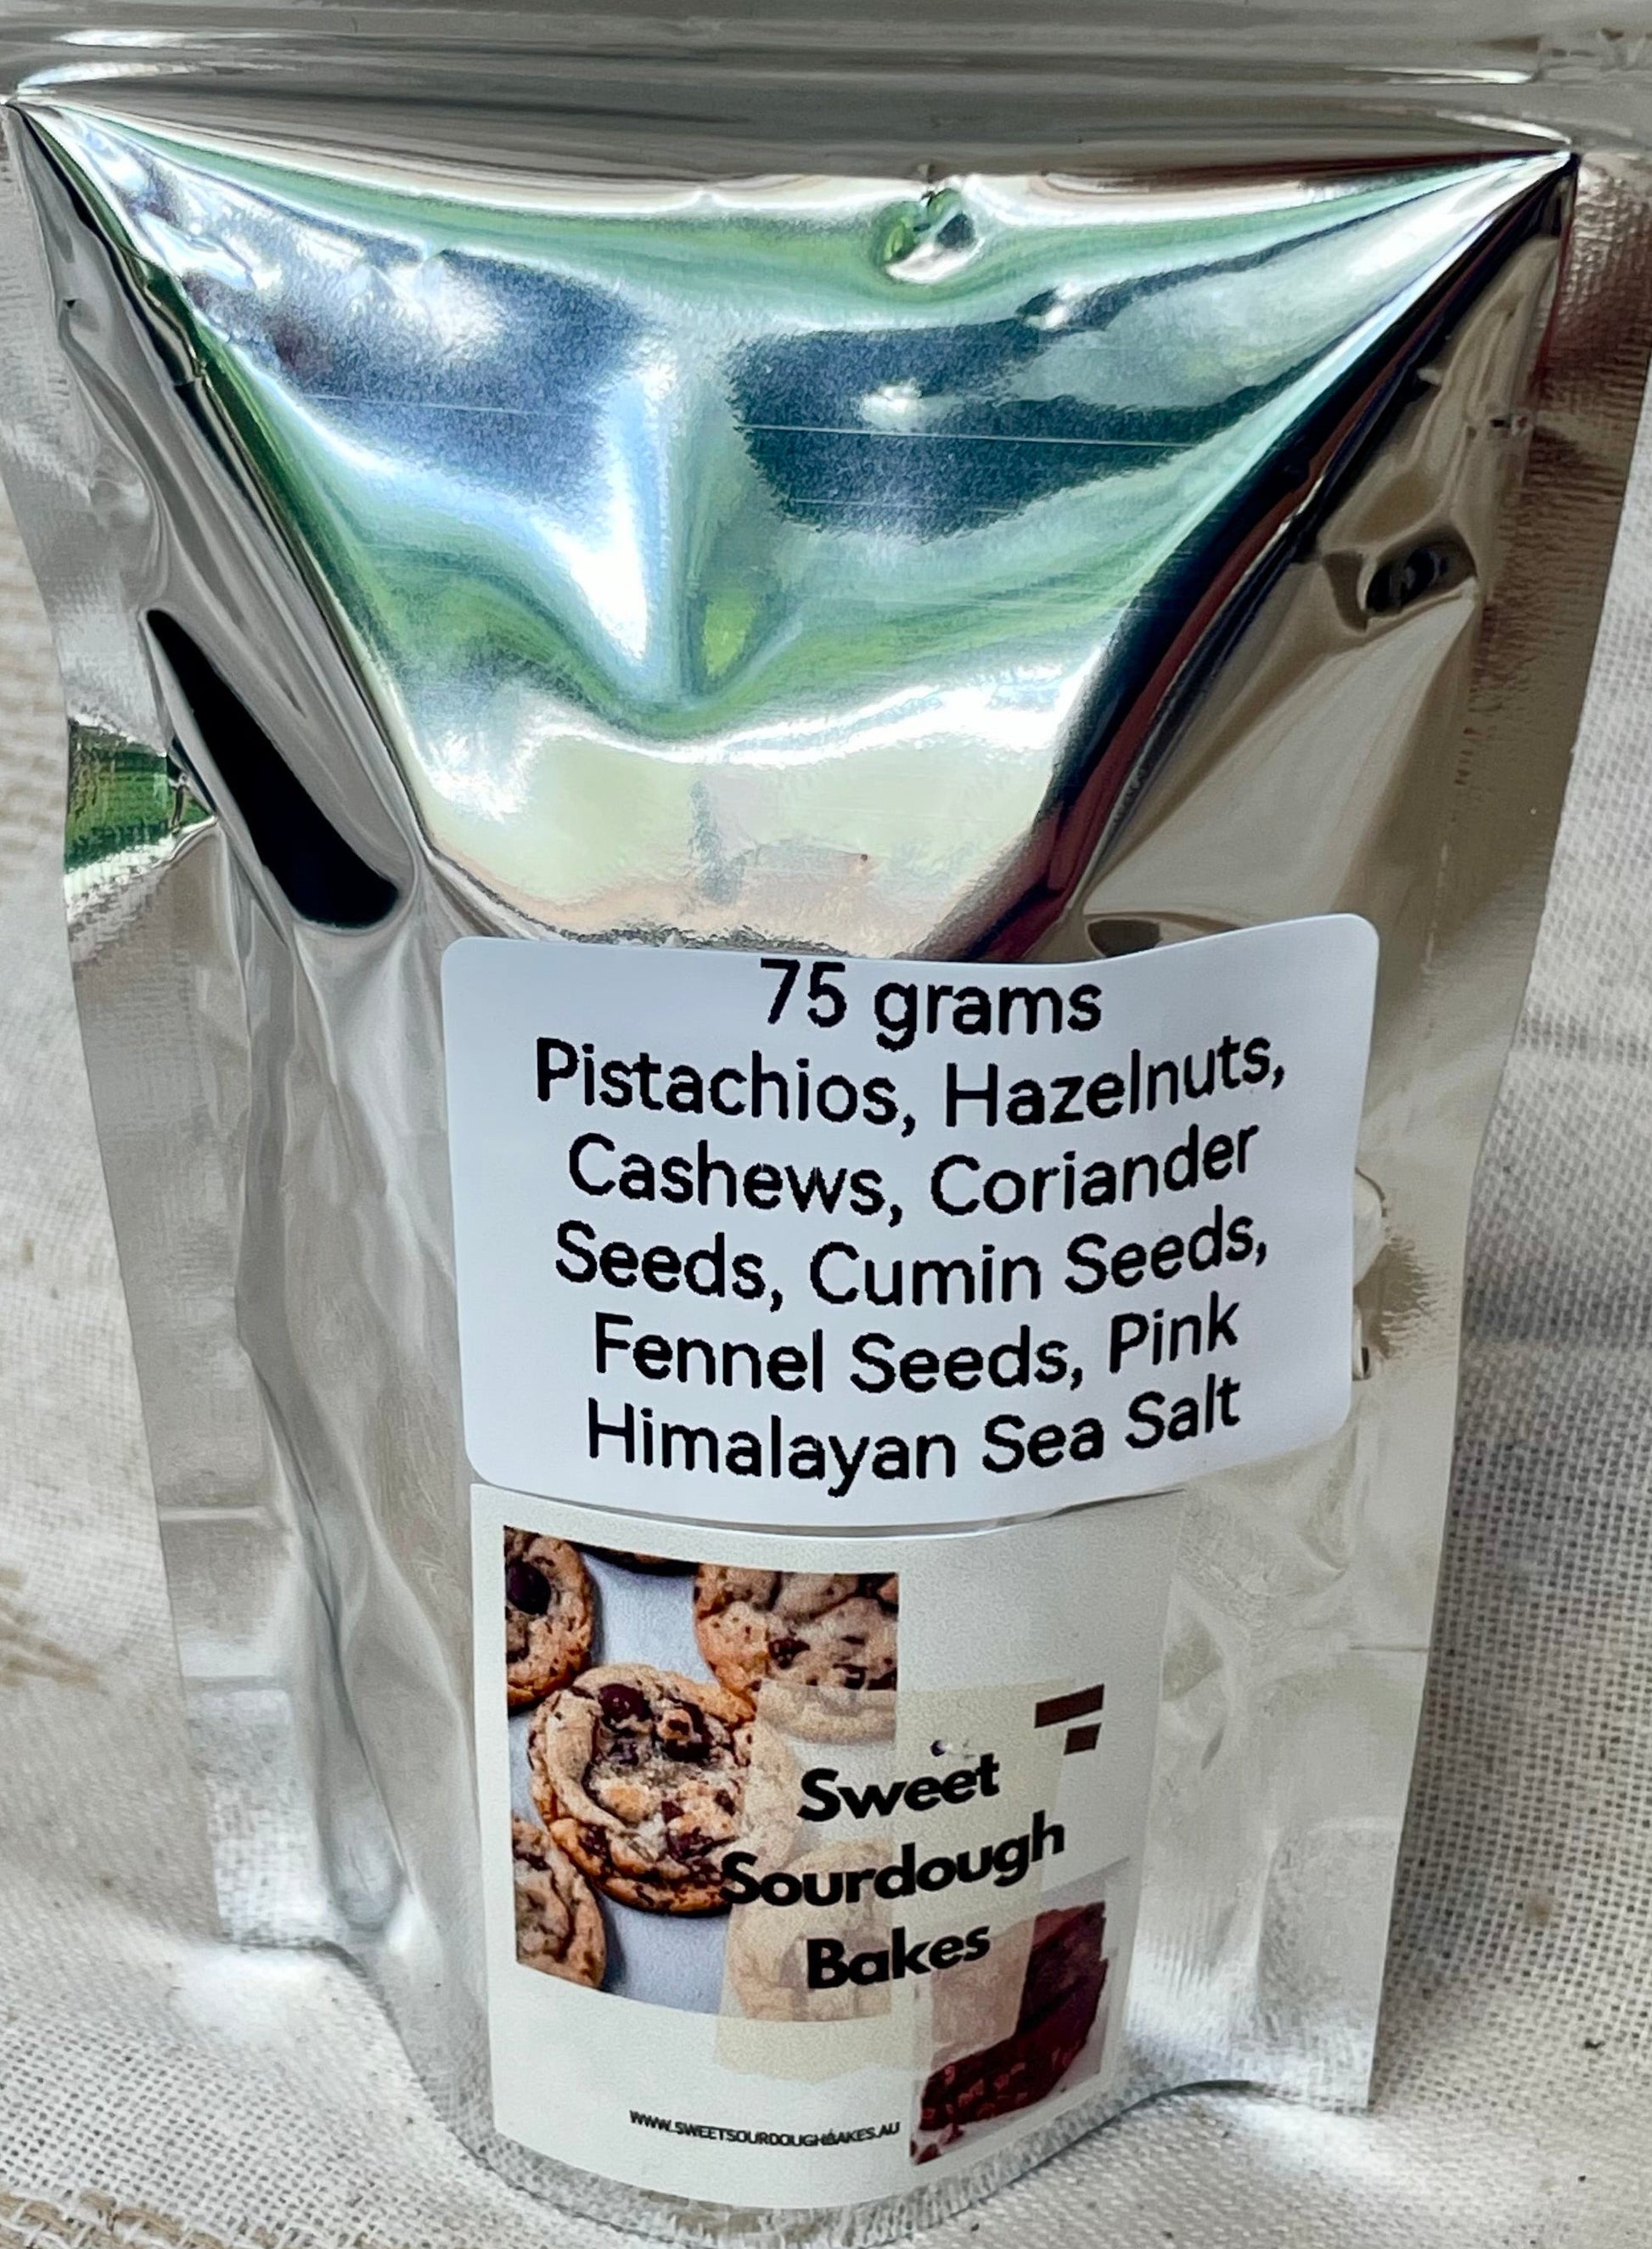 75 grams
Pistachios, Hazelnuts,
Cashews, Coriander
Seeds, Cumin Seeds,
Fennel Seeds, Pink
Himalayan Sea Salt
Sweet
Sourdough
Bakes
WWW.SWEETSOURDOUGHBAKES.AU